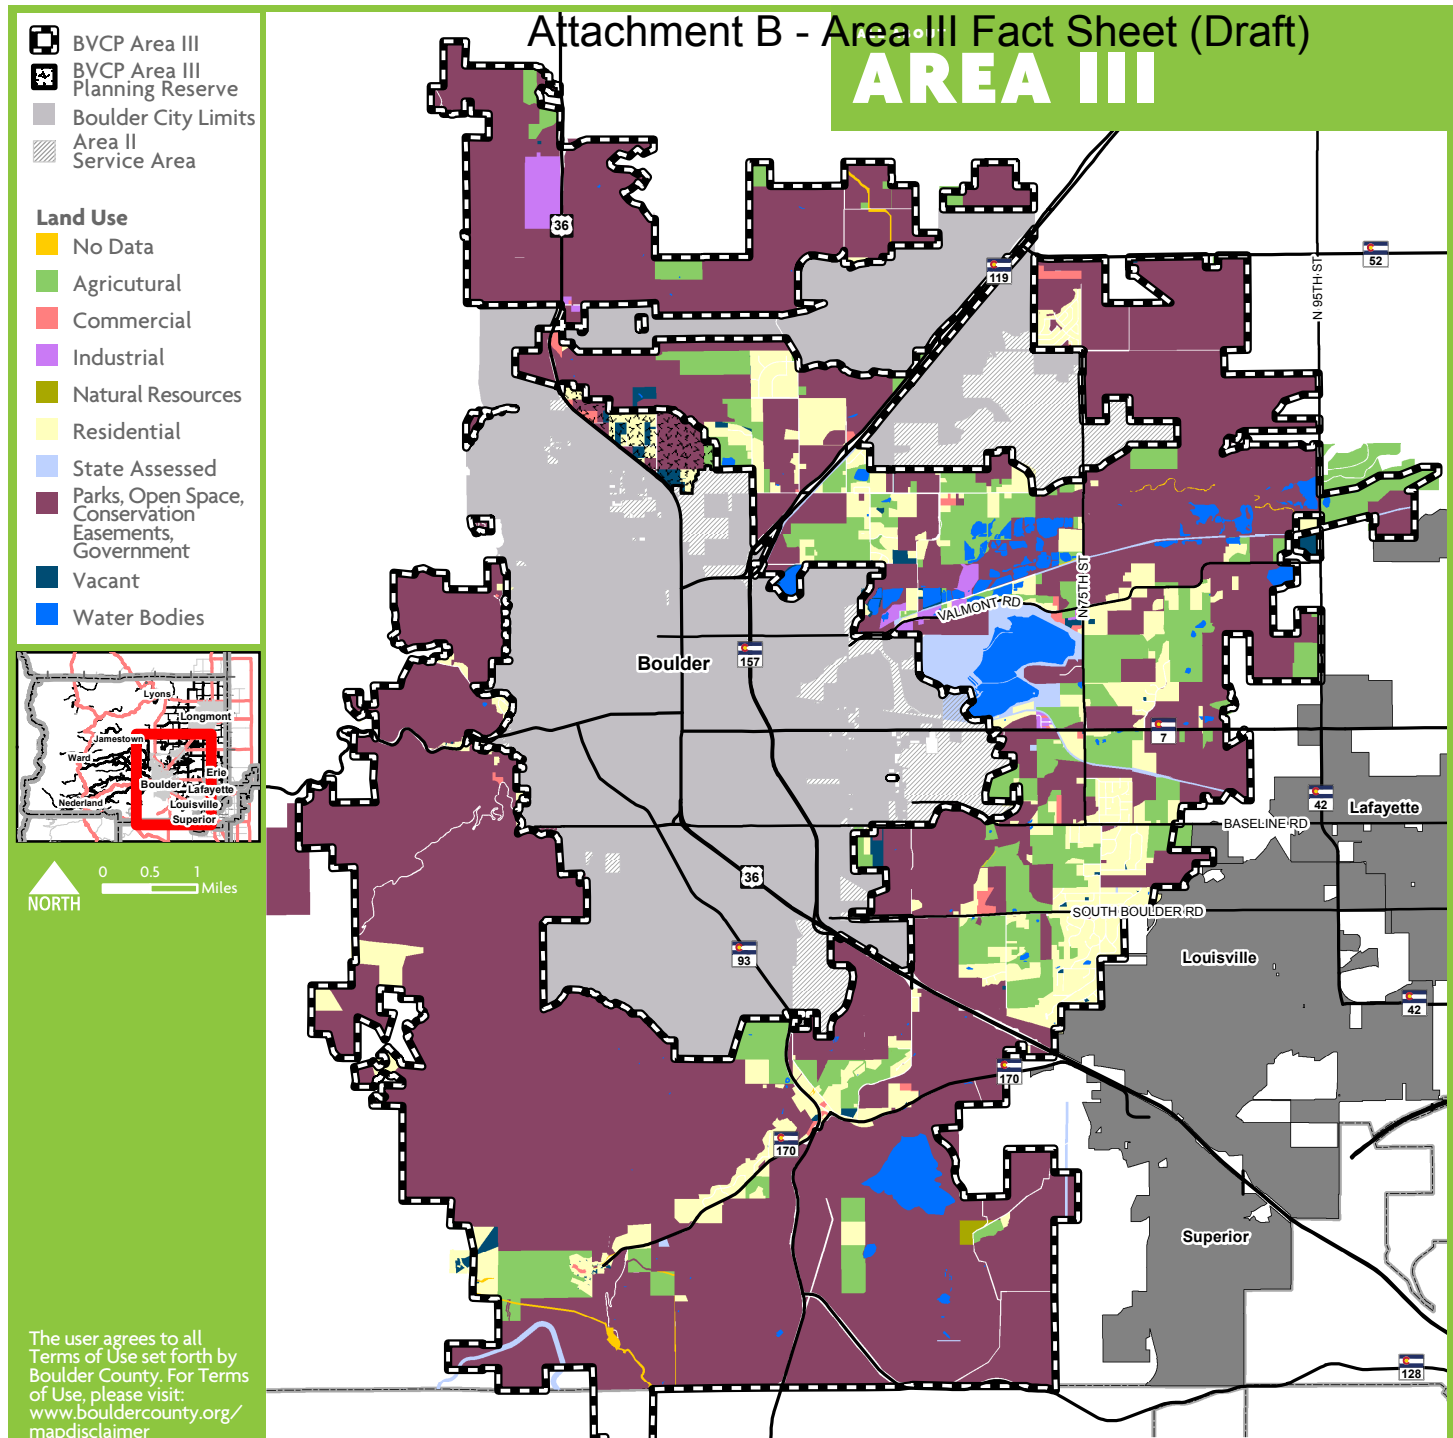 Attachment B - Area III Fact Sheet (Draft)
AREA III
BVCP Area III
BVCP Area III
Planning Reserve
Boulder City Limits
Area II
Service Area
Land Use
No Data
Agricutural
Commercial
Industrial
Natural Resources
Residential
State Assessed
Parks, Open Space,
Conservation
Easements,
Government
Vacant
Water Bodies
Lyons
Longmont
Jamestown
Ward
Erie
Boulder
Lafayette
Nederland
Louisville
Superior
NORTH
0 0.5 1
Miles
The user agrees to all
Terms of Use set forth by
Boulder County. For Terms
of Use, please visit:
www.bouldercounty.org/
mapdisclaimer
36
119
52
N 95TH ST
N 75TH ST
VALMONT RD
Boulder
157
7
42
Lafayette
BASELINE RD
36
SOUTH BOULDER RD
93
Louisville
42
170
170
Superior
128